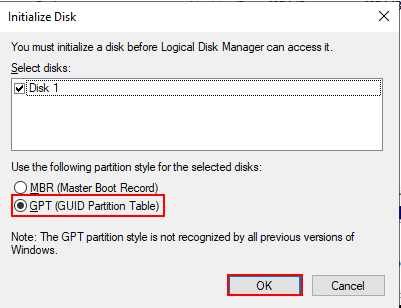 Initialize Disk
You must initialize a disk before Logical Disk Manager can access it.
Select disks:
Disk 1
Use the following partition style for the selected disks:
MBR (Master Boot Record)
GPT (GUID Partition Table)
Note: The GPT partition style is not recognized by all previous versions of
Windows.
OK
Cancel